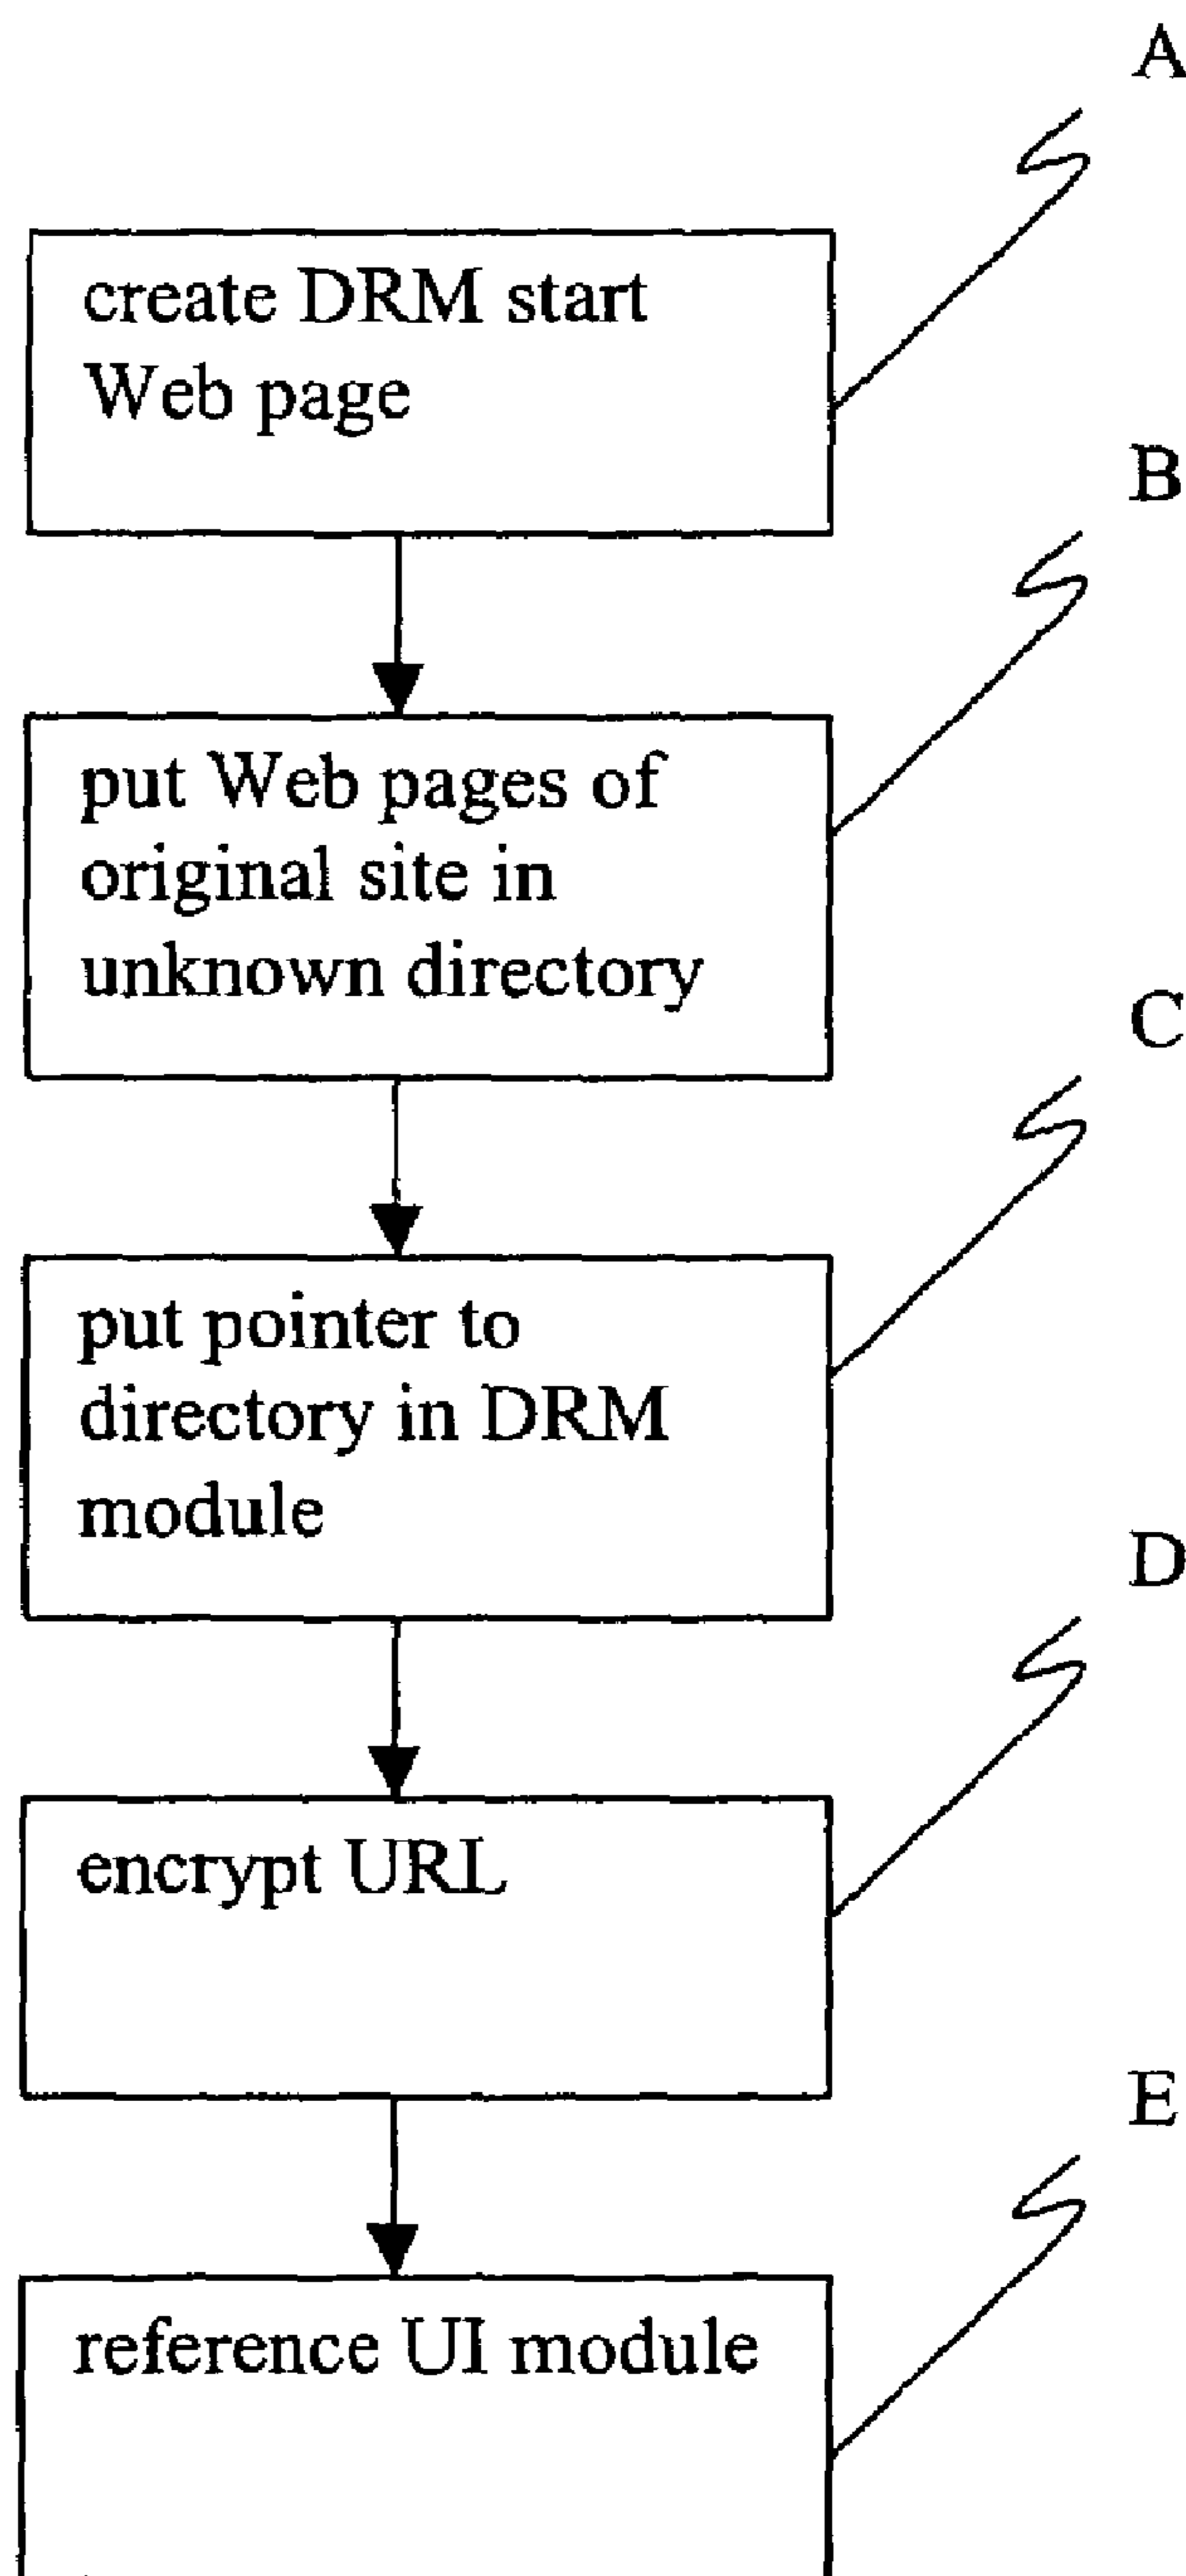 A
create DRM start
Web page
B
put Web pages of
original site in
unknown directory
C
put pointer to
directory in DRM
module
D
encrypt URL
E
reference UI module